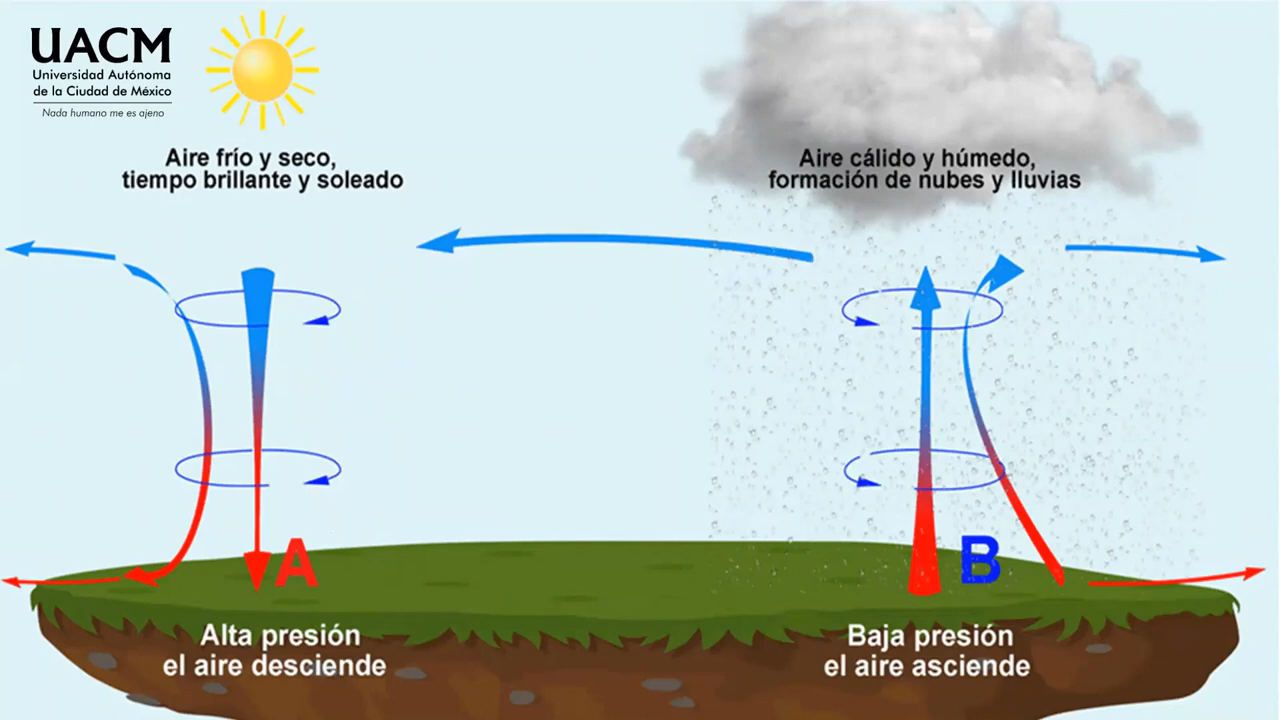 UACM
Universidad Autónoma
de la Ciudad de México
Nada humano me es ajeno
Aire frío y seco,
tiempo brillante y soleado
Aire cálido y húmedo,
formación de nubes y lluvias
A
B
Alta presión
el aire desciende
Baja presión
el aire asciende